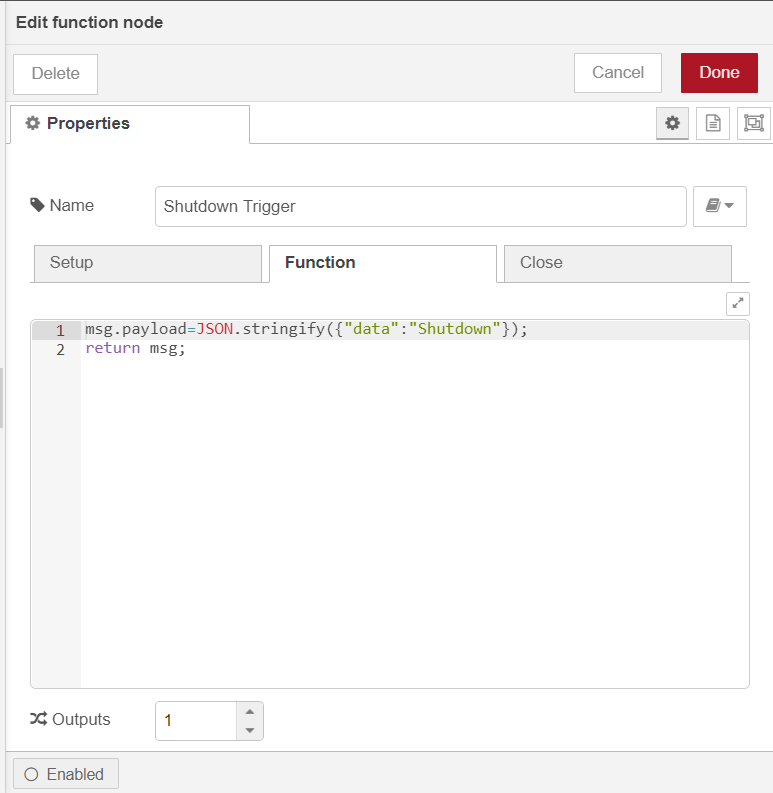 Edit function node
Delete
Cancel
Done
Properties
Name
Shutdown Trigger
Setup
Function
Close
1 msg.payload=JSON.stringify({"data":"Shutdown"});
2 return msg;
Outputs
1
Enabled